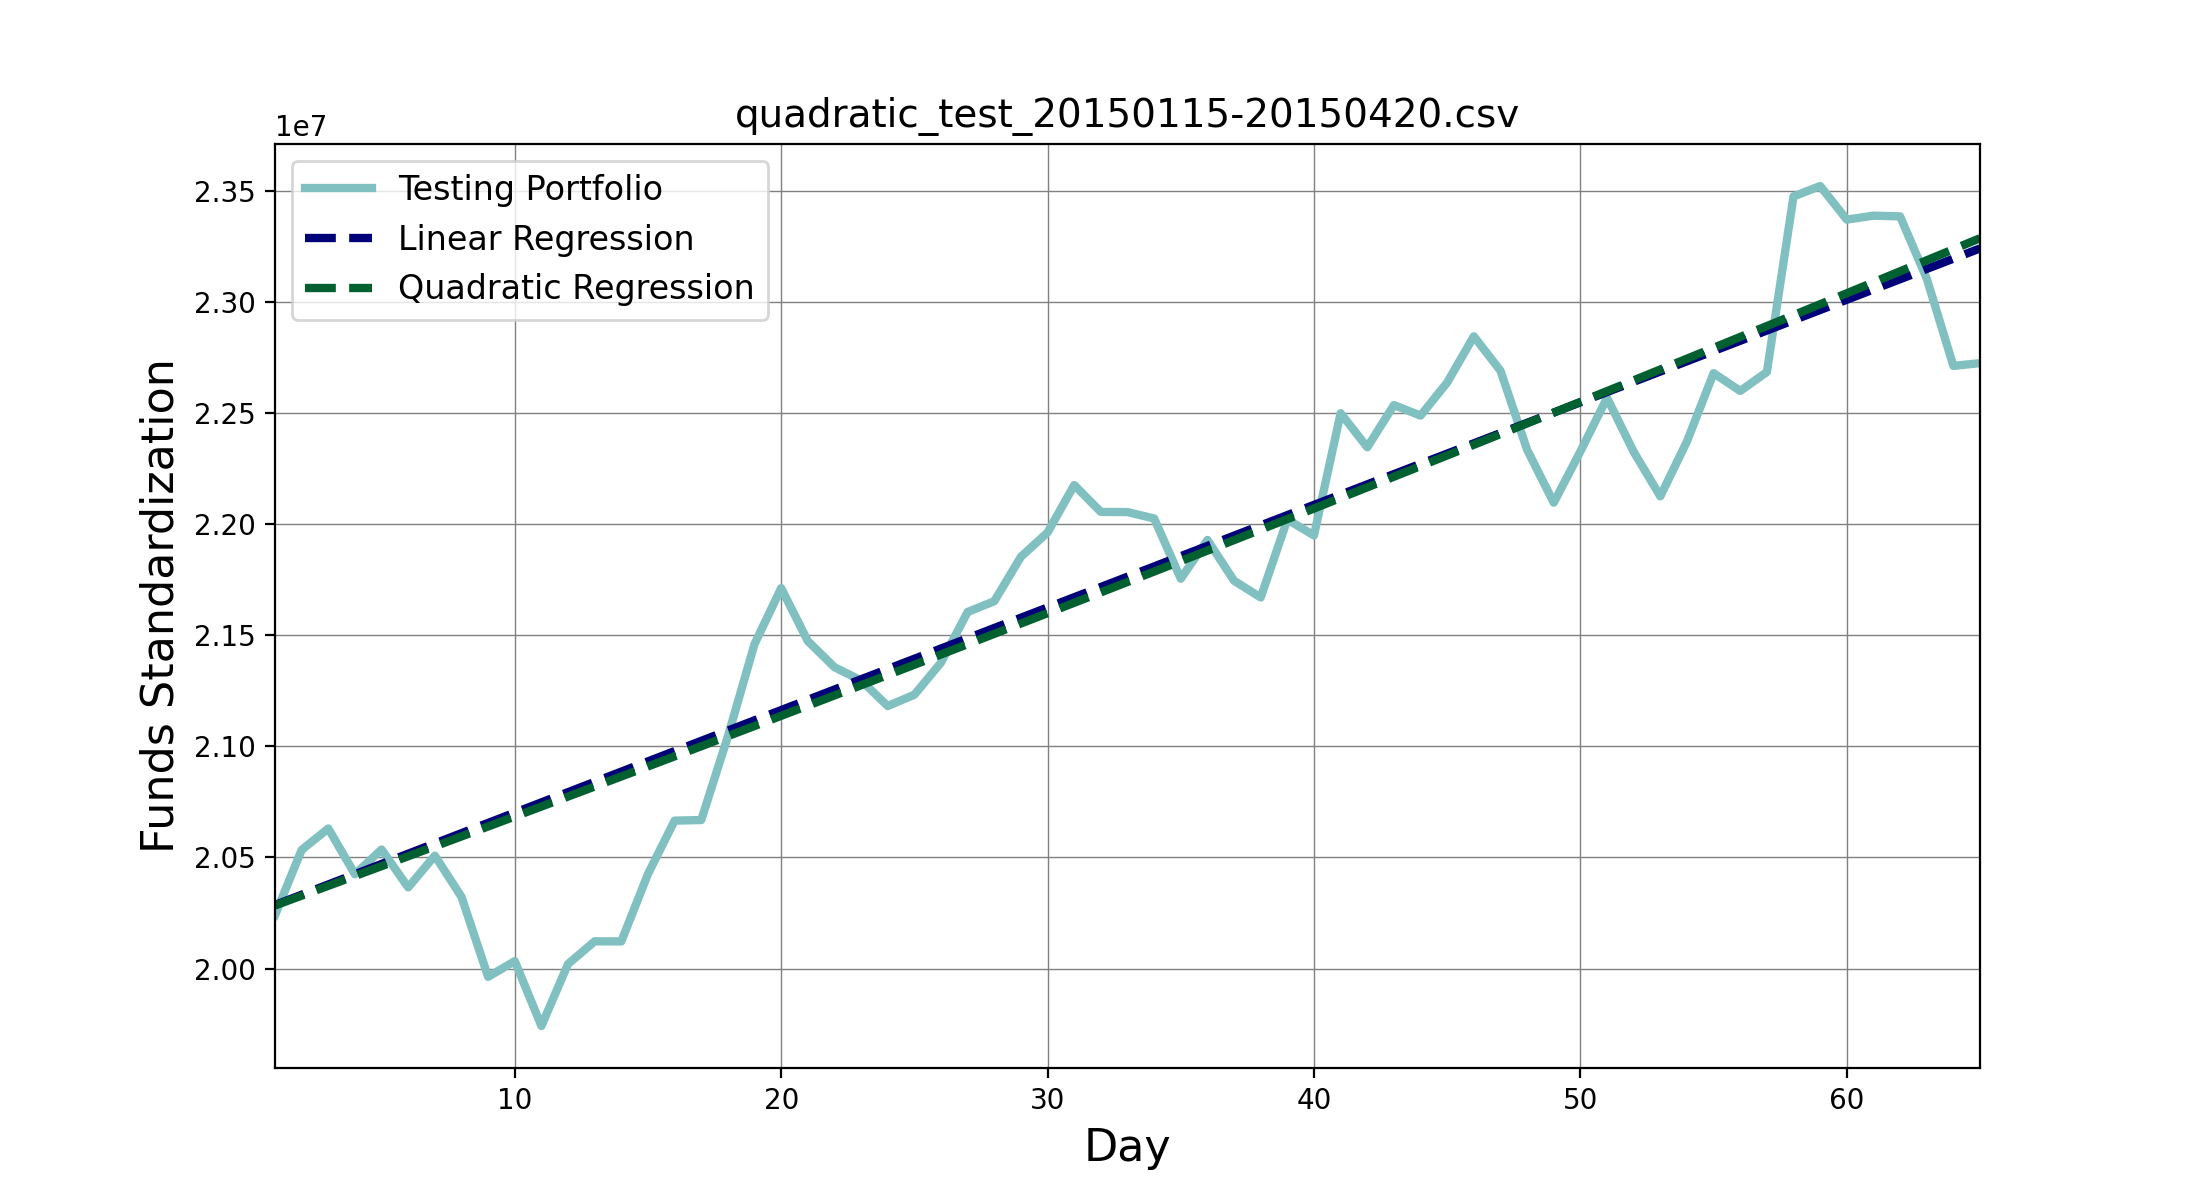 quadratic_test_20150115-20150420.csv
1e7
Testing Portfolio
Linear Regression
Quadratic Regression
2.35
2.30
2.25
2.20
2.15
2.10
2.05
2.00
Funds Standardization
10 20 30 40 50 60
Day